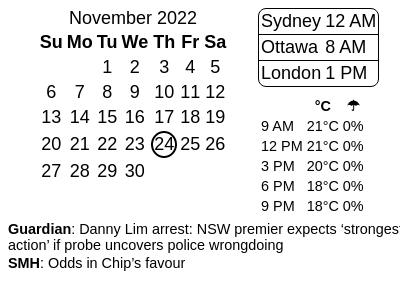 November 2022
Su Mo Tu We Th Fr Sa
1 2 3 4 5
6 7 8 9 10 11 12
13 14 15 16 17 18 19
20 21 22 23 24 25 26
27 28 29 30
Sydney 12 AM
Ottawa 8 AM
London 1 PM
°C ☂
9 AM 21°C 0%
12 PM 21°C 0%
3 PM 20°C 0%
6 PM 18°C 0%
9 PM 18°C 0%
Guardian: Danny Lim arrest: NSW premier expects ‘strongest
action’ if probe uncovers police wrongdoing
SMH: Odds in Chip’s favour